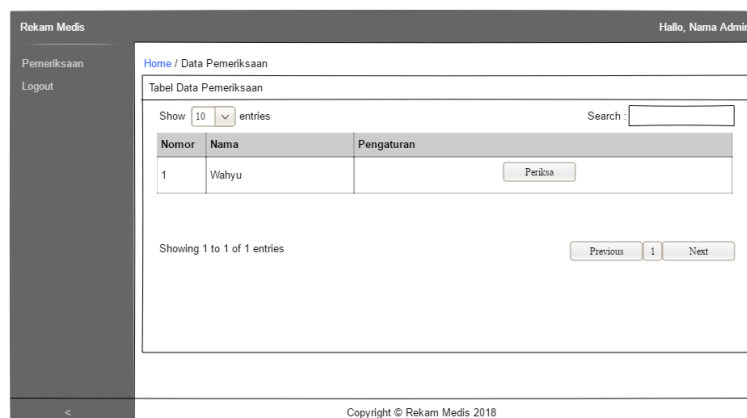 Rekam Medis
Hallo, Nama Admin
Pemeriksaan
Logout
Home / Data Pemeriksaan
Tabel Data Pemeriksaan
Show 10 entries
Search :
Nomor Nama Pengaturan
1 Wahyu Periksa
Showing 1 to 1 of 1 entries
Previous 1 Next
<
Copyright © Rekam Medis 2018